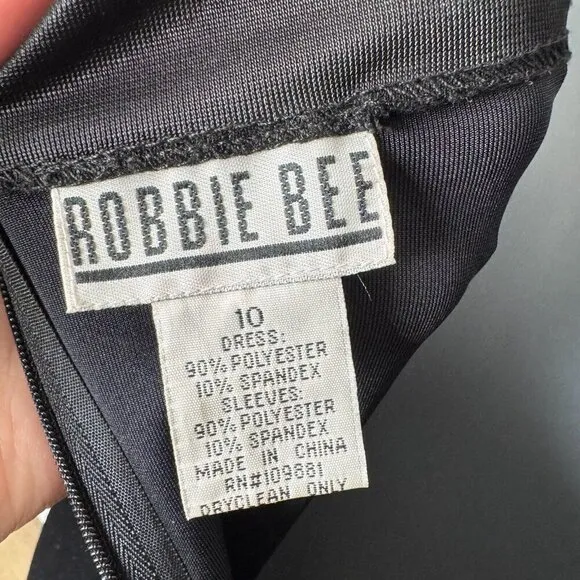 ROBBIE BEE
10
DRESS:
90% POLYESTER
10% SPANDEX
SLEEVES:
90% POLYESTER
10% SPANDEX
MADE IN CHINA
RN#109881
DRYCLEAN ONLY